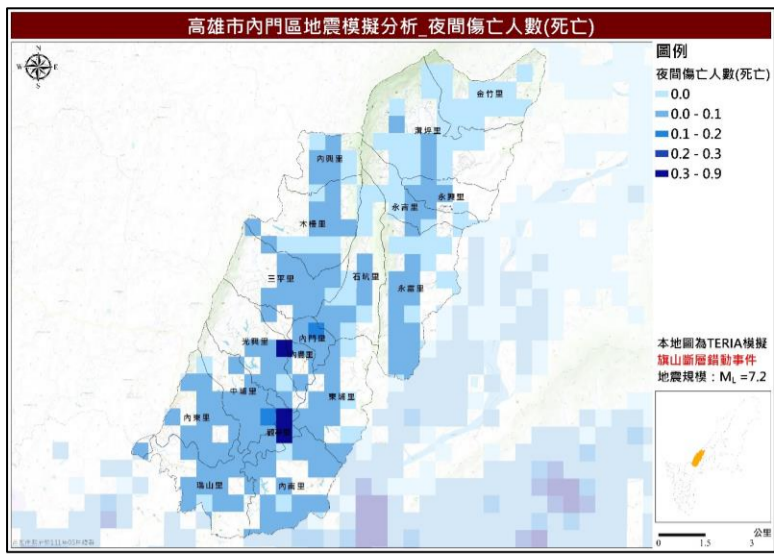 高雄市內門區地震模擬分析_夜間傷亡人數(死亡)
N
W
E
S
圖例
夜間傷亡人數(死亡)
0.0
0.0 - 0.1
0.1 - 0.2
0.2 - 0.3
0.3 - 0.9
金竹里
溝坪里
內興里
永興里
永吉里
木柵里
三平里
石坑里
永富里
光興里
內門里
內豐里
中埔里
東埔里
內東里
觀亭里
瑞山里
內南里
本地圖為TERIA模擬
旗山斷層錯動事件
地震規模：ML =7.2
公里
0
1.5
3